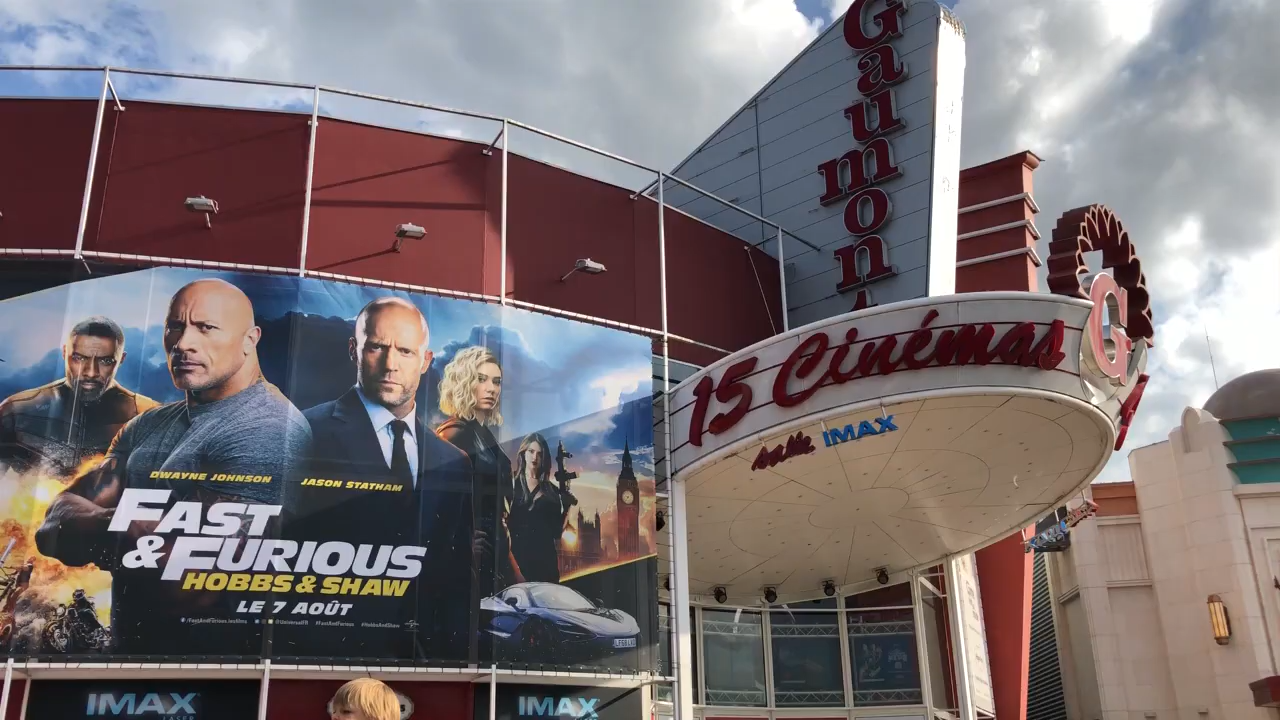 Gaumont
15 Cinémas
salle IMAX
G
DWAYNE JOHNSON
JASON STATHAM
FAST
& FURIOUS
HOBBS & SHAW
LE 7 AOÛT
IMAX
IMAX